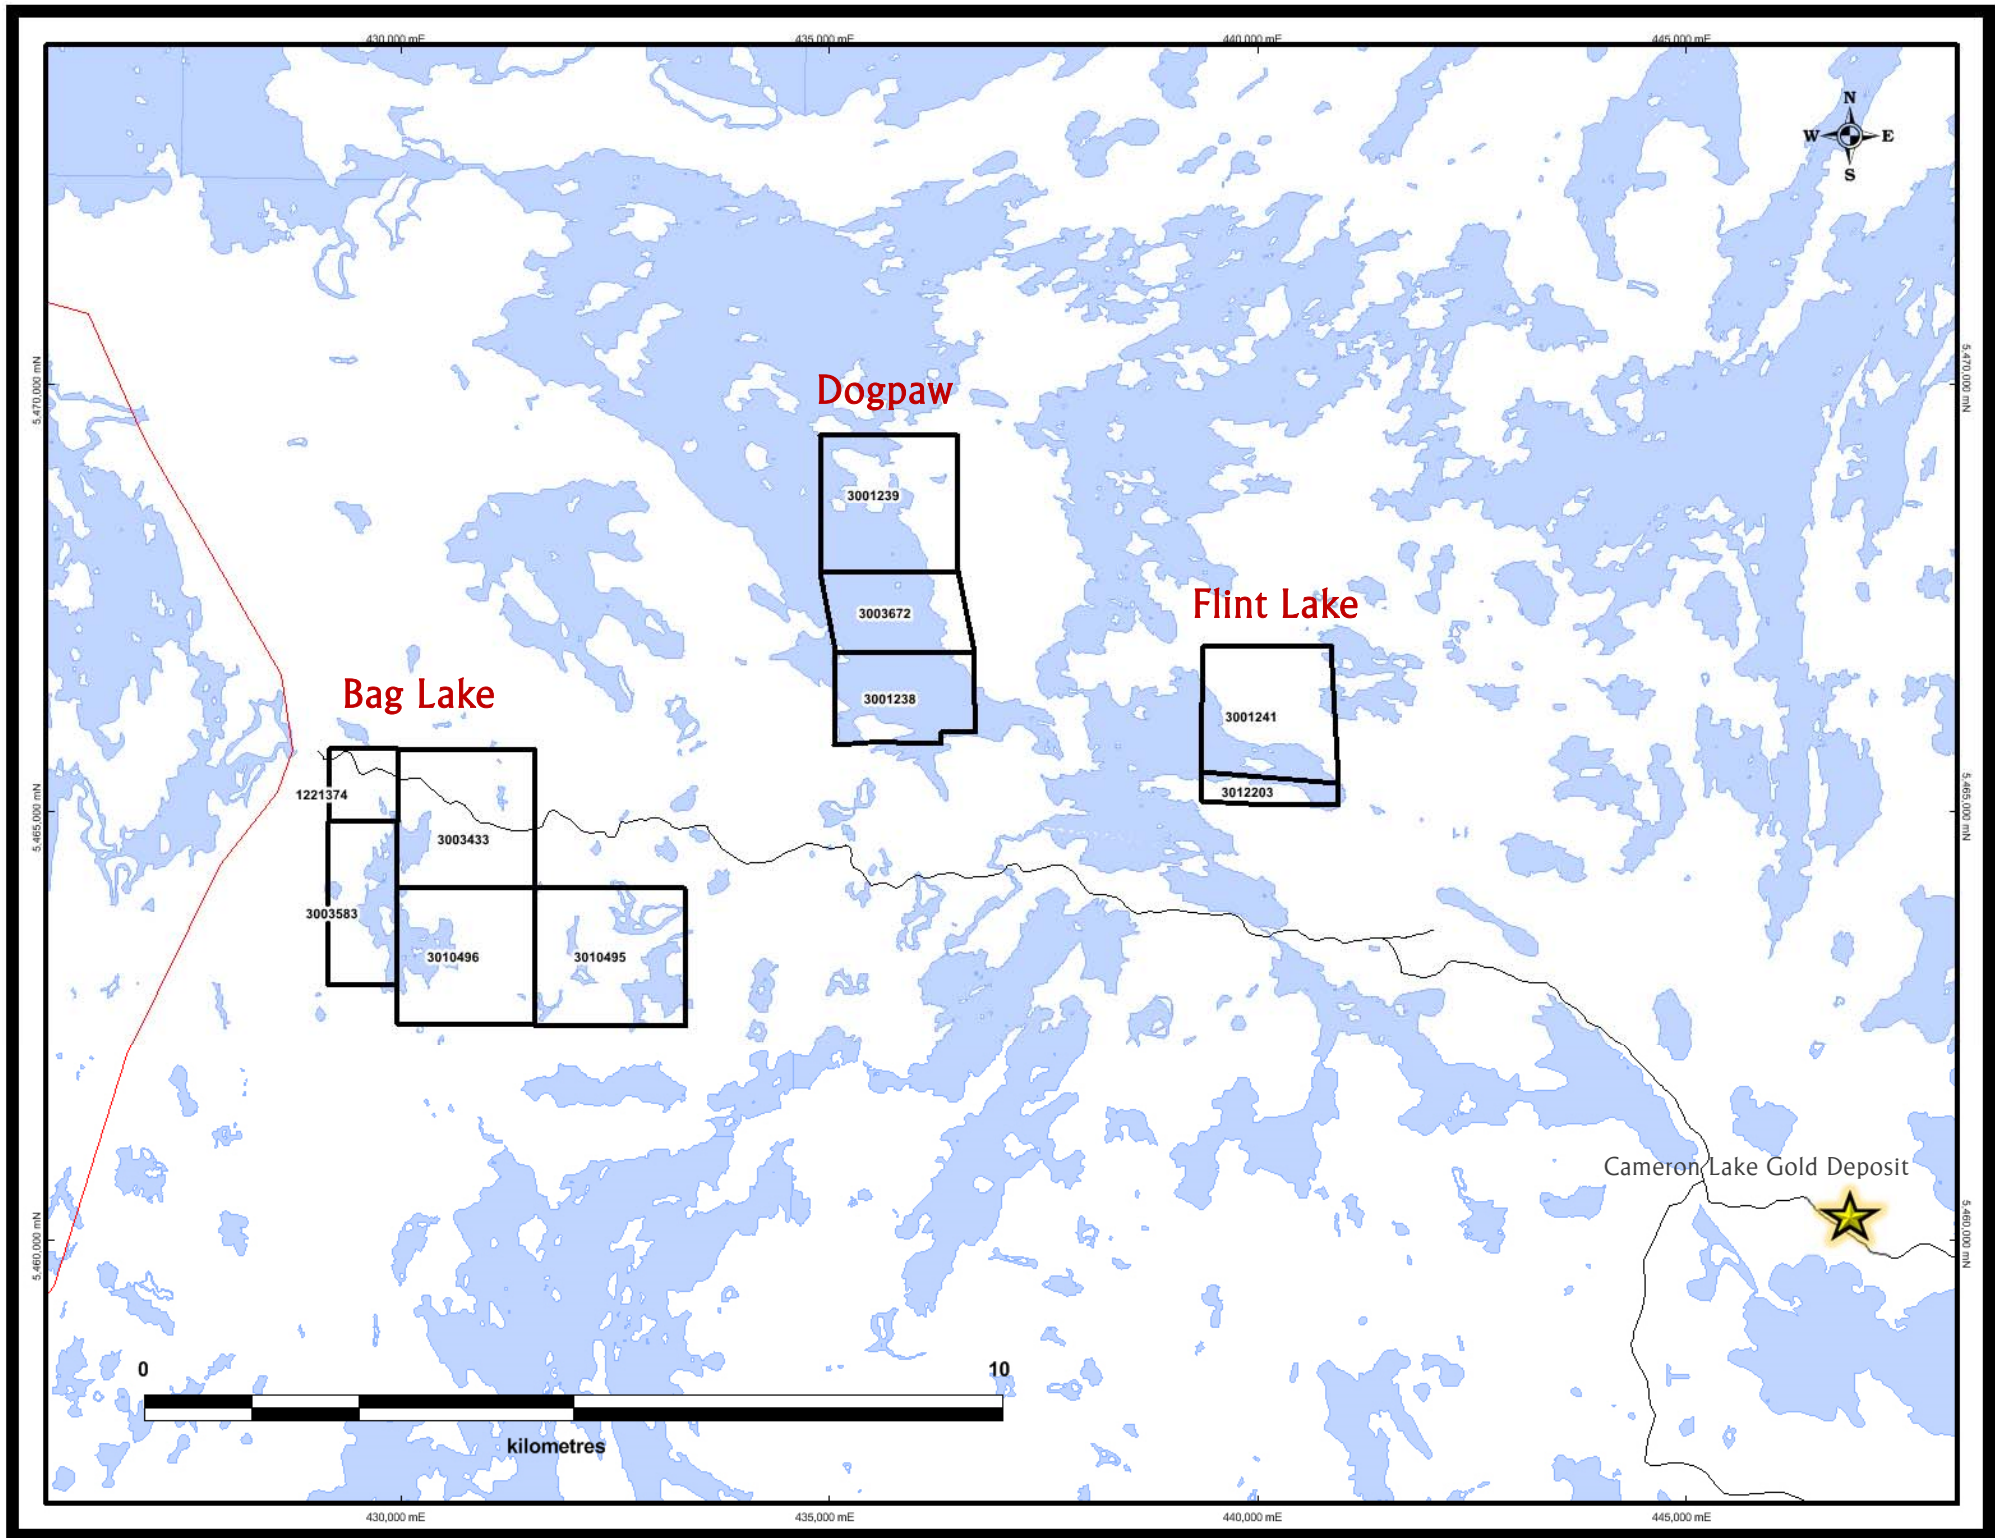 430,000 mE
435,000 mE
440,000 mE
445,000 mE
N
W E
S
5,470,000 mN
5,470,000 mN
Dogpaw
3001239
Flint Lake
3003672
Bag Lake
3001238
3001241
1221374
3012203
5,465,000 mN
5,465,000 mN
3003433
3003583
3010496
3010495
Cameron Lake Gold Deposit
5,460,000 mN
5,460,000 mN
0
10
kilometres
430,000 mE
435,000 mE
440,000 mE
445,000 mE